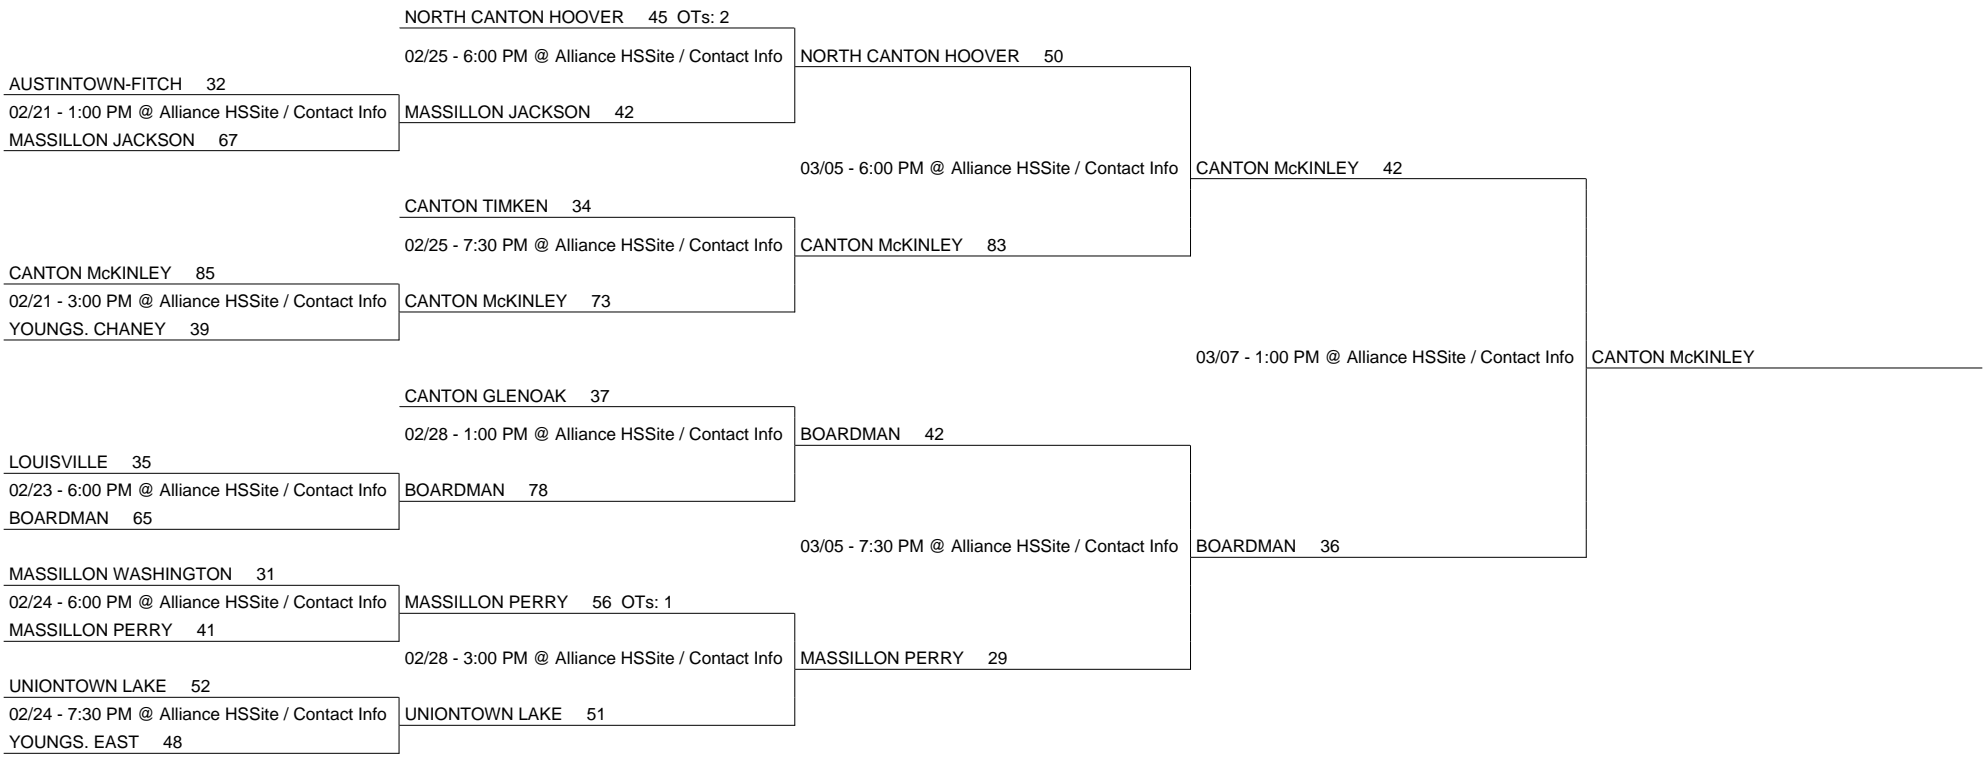 NORTH CANTON HOOVER 45 OTs: 2
02/25 - 6:00 PM @ Alliance HSSite / Contact Info
NORTH CANTON HOOVER 50
AUSTINTOWN-FITCH 32
02/21 - 1:00 PM @ Alliance HSSite / Contact Info
MASSILLON JACKSON 42
MASSILLON JACKSON 67
03/05 - 6:00 PM @ Alliance HSSite / Contact Info
CANTON McKINLEY 42
CANTON TIMKEN 34
02/25 - 7:30 PM @ Alliance HSSite / Contact Info
CANTON McKINLEY 83
CANTON McKINLEY 85
02/21 - 3:00 PM @ Alliance HSSite / Contact Info
CANTON McKINLEY 73
YOUNGS. CHANEY 39
03/07 - 1:00 PM @ Alliance HSSite / Contact Info
CANTON McKINLEY
CANTON GLENOAK 37
02/28 - 1:00 PM @ Alliance HSSite / Contact Info
BOARDMAN 42
LOUISVILLE 35
02/23 - 6:00 PM @ Alliance HSSite / Contact Info
BOARDMAN 78
BOARDMAN 65
03/05 - 7:30 PM @ Alliance HSSite / Contact Info
BOARDMAN 36
MASSILLON WASHINGTON 31
02/24 - 6:00 PM @ Alliance HSSite / Contact Info
MASSILLON PERRY 56 OTs: 1
MASSILLON PERRY 41
02/28 - 3:00 PM @ Alliance HSSite / Contact Info
MASSILLON PERRY 29
UNIONTOWN LAKE 52
02/24 - 7:30 PM @ Alliance HSSite / Contact Info
UNIONTOWN LAKE 51
YOUNGS. EAST 48